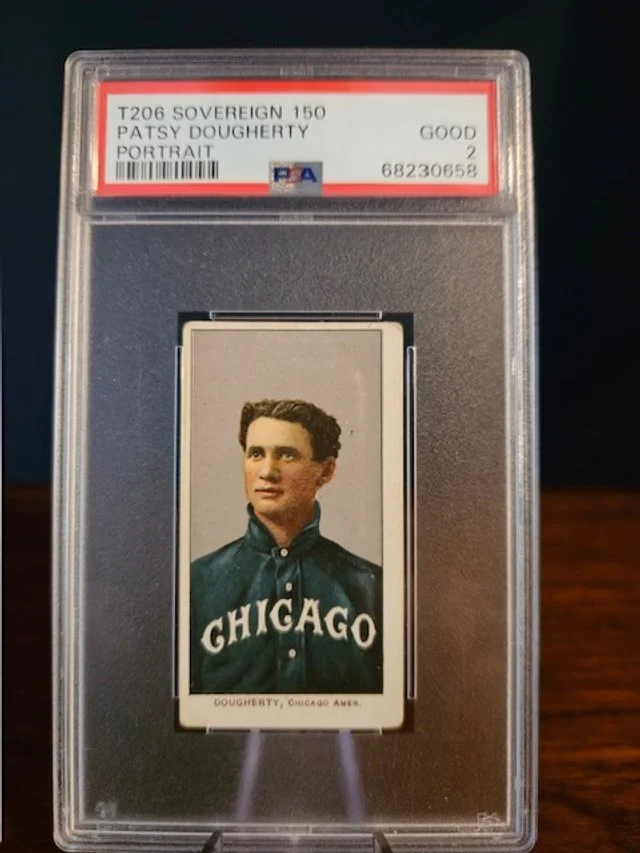 T206 SOVEREIGN 150
PATSY DOUGHERTY GOOD
PORTRAIT 2
PSA 68230658
CHICAGO
DOUGHERTY, CHICAGO AMER.